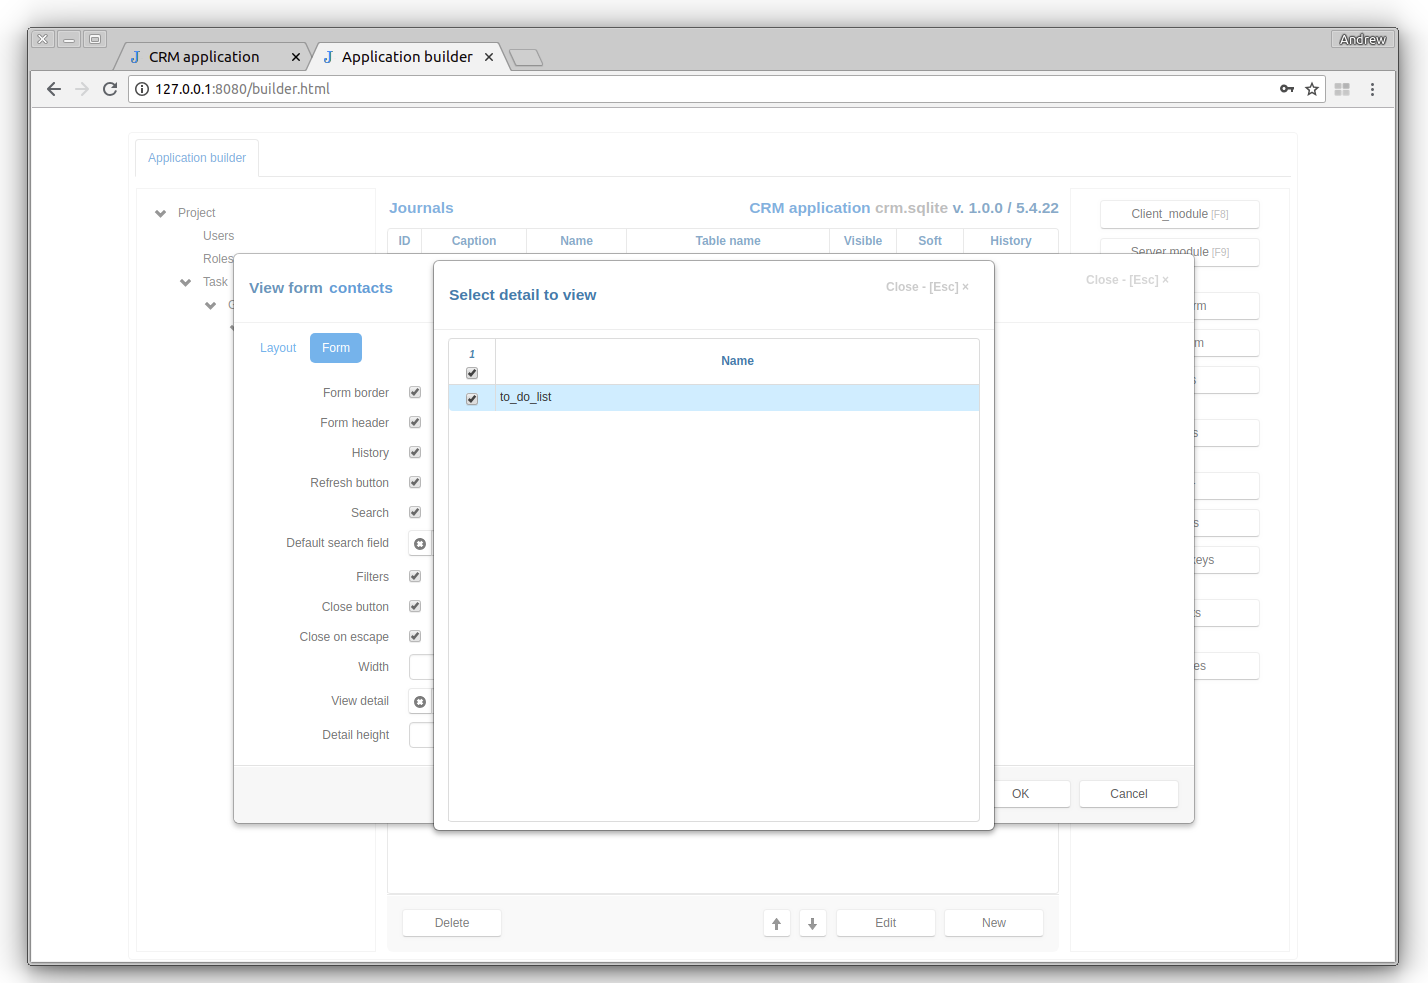 Andrew
CRM application
Application builder
127.0.0.1:8080/builder.html
Application builder
Project
Users
Roles
Task
Journals
CRM application crm.sqlite v. 1.0.0 / 5.4.22
ID Caption Name Table name Visible Soft History
Client_module [F8]
Server module [F9]
View form contacts
Close - [Esc] ×
Layout
Form
Form border
Form header
History
Refresh button
Search
Default search field
Filters
Close button
Close on escape
Width
View detail
Detail height
OK
Cancel
Select detail to view
Close - [Esc] ×
1
Name
to_do_list
Delete
Edit
New